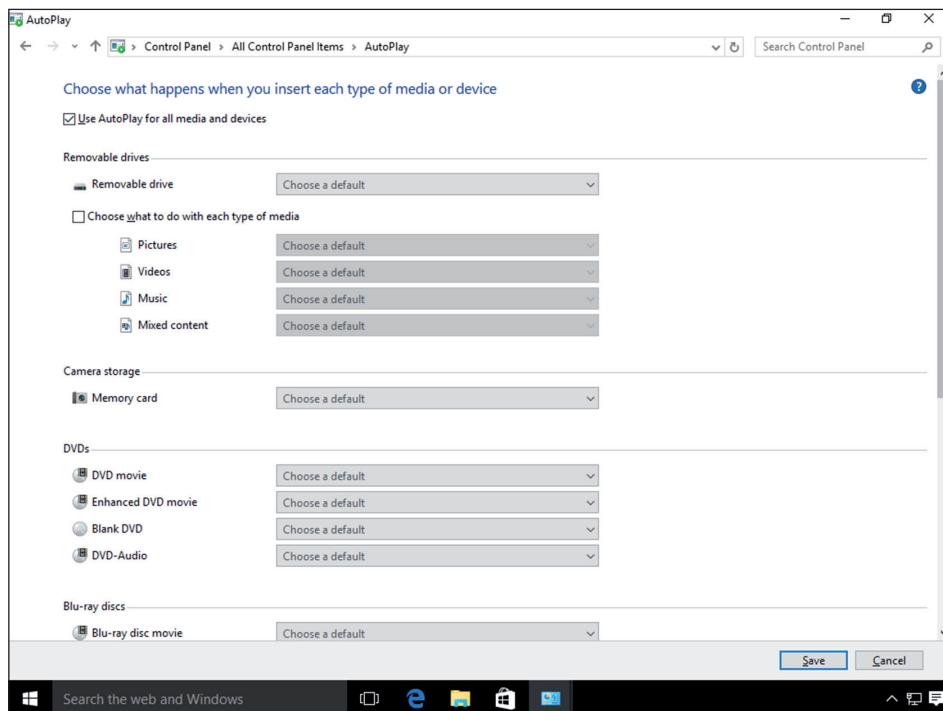 AutoPlay
Control Panel > All Control Panel Items > AutoPlay
Search Control Panel
Choose what happens when you insert each type of media or device
Use AutoPlay for all media and devices
Removable drives
Removable drive Choose a default
Choose what to do with each type of media
Pictures Choose a default
Videos Choose a default
Music Choose a default
Mixed content Choose a default
Camera storage
Memory card Choose a default
DVDs
DVD movie Choose a default
Enhanced DVD movie Choose a default
Blank DVD Choose a default
DVD-Audio Choose a default
Blu-ray discs
Blu-ray disc movie Choose a default
Save Cancel
Search the web and Windows